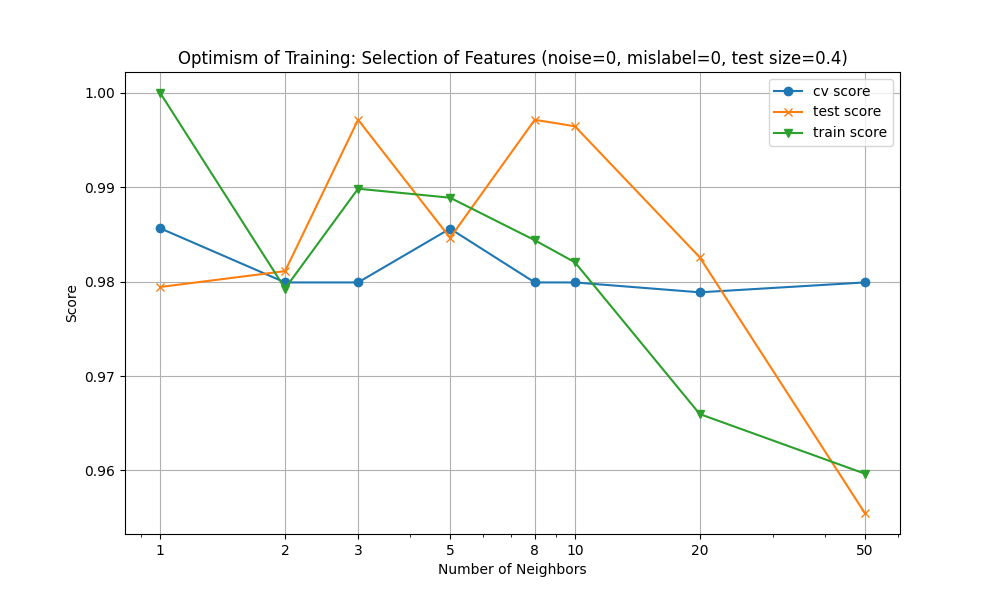 Optimism of Training: Selection of Features (noise=0, mislabel=0, test size=0.4)
cv score
test score
train score
1.00
0.99
0.98
0.97
0.96
Score
1 2 3 5 8 10 20 50
Number of Neighbors